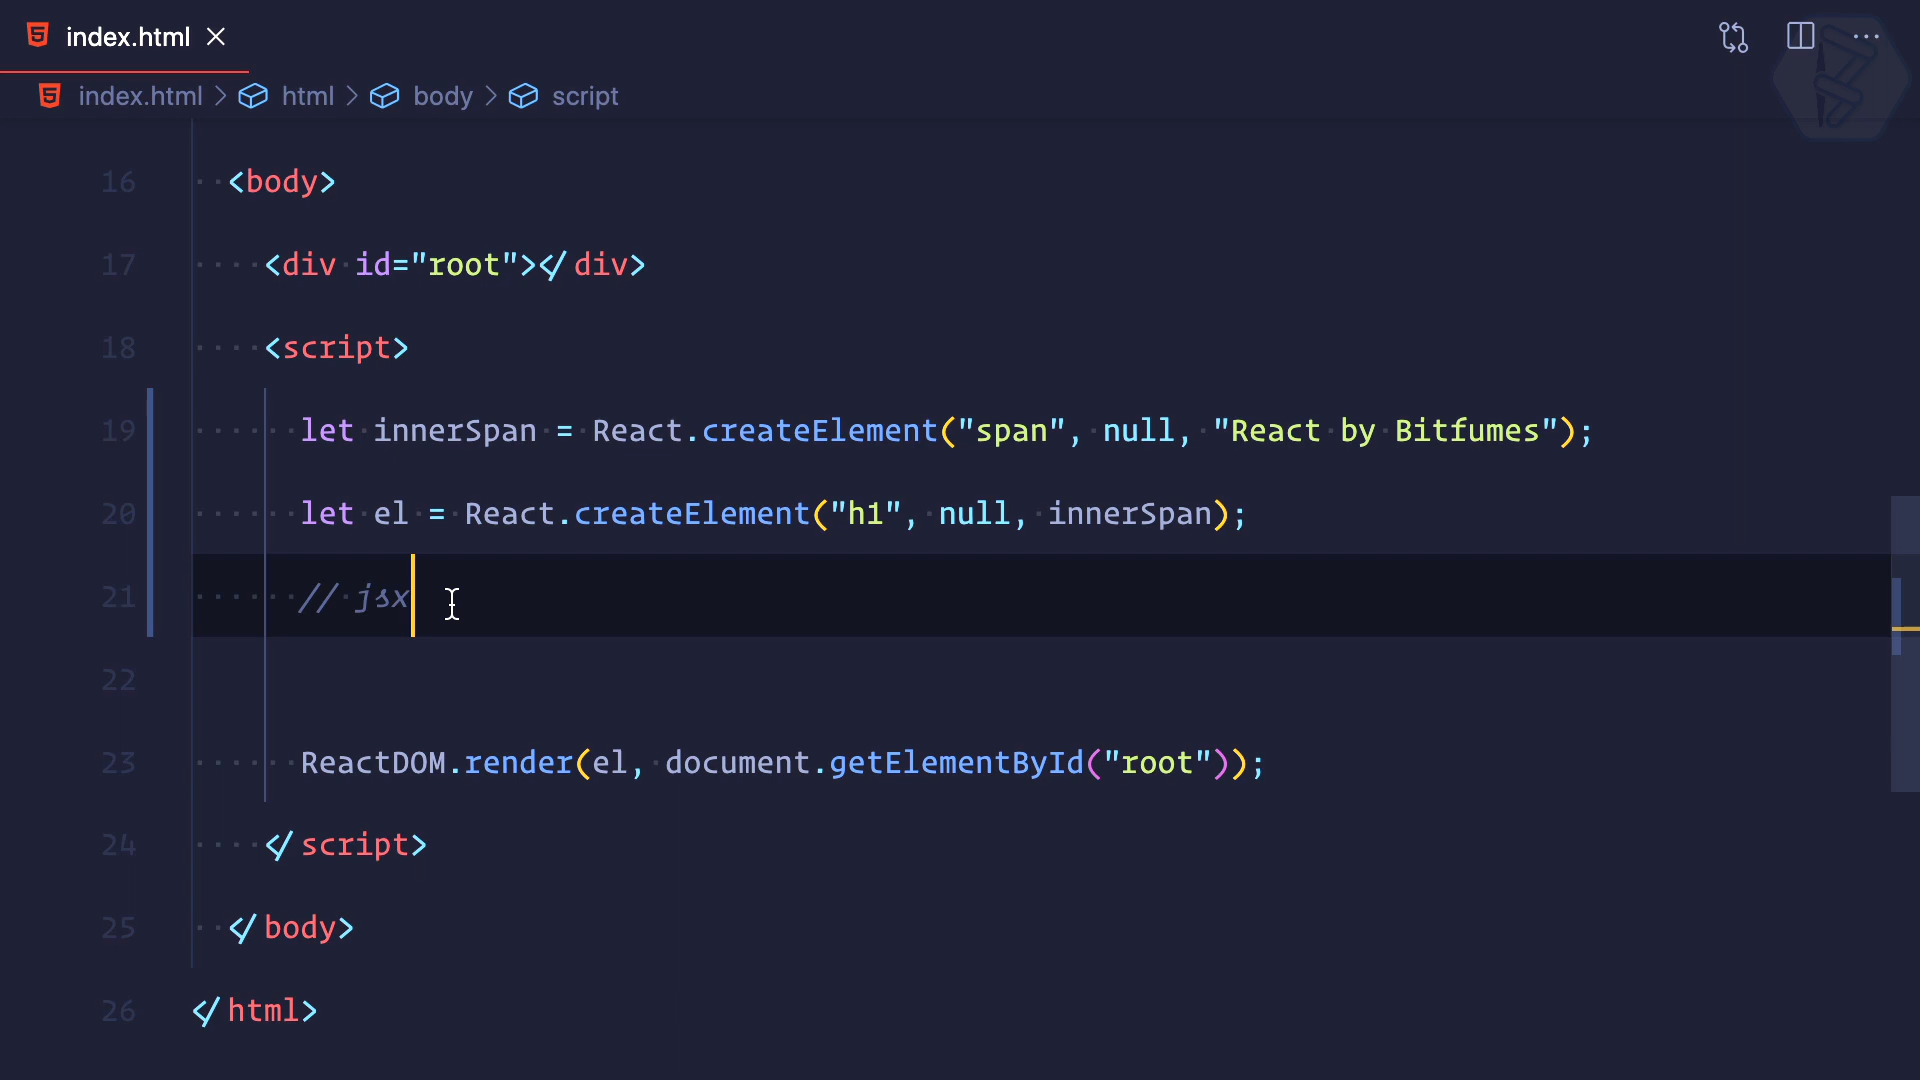 index.html
index.html > html > body > script
16 <body>
17 <div id="root"></div>
18 <script>
19 let innerSpan = React.createElement("span", null, "React by Bitfumes");
20 let el = React.createElement("h1", null, innerSpan);
21 // jsx
22
23 ReactDOM.render(el, document.getElementById("root"));
24 </script>
25 </body>
26 </html>